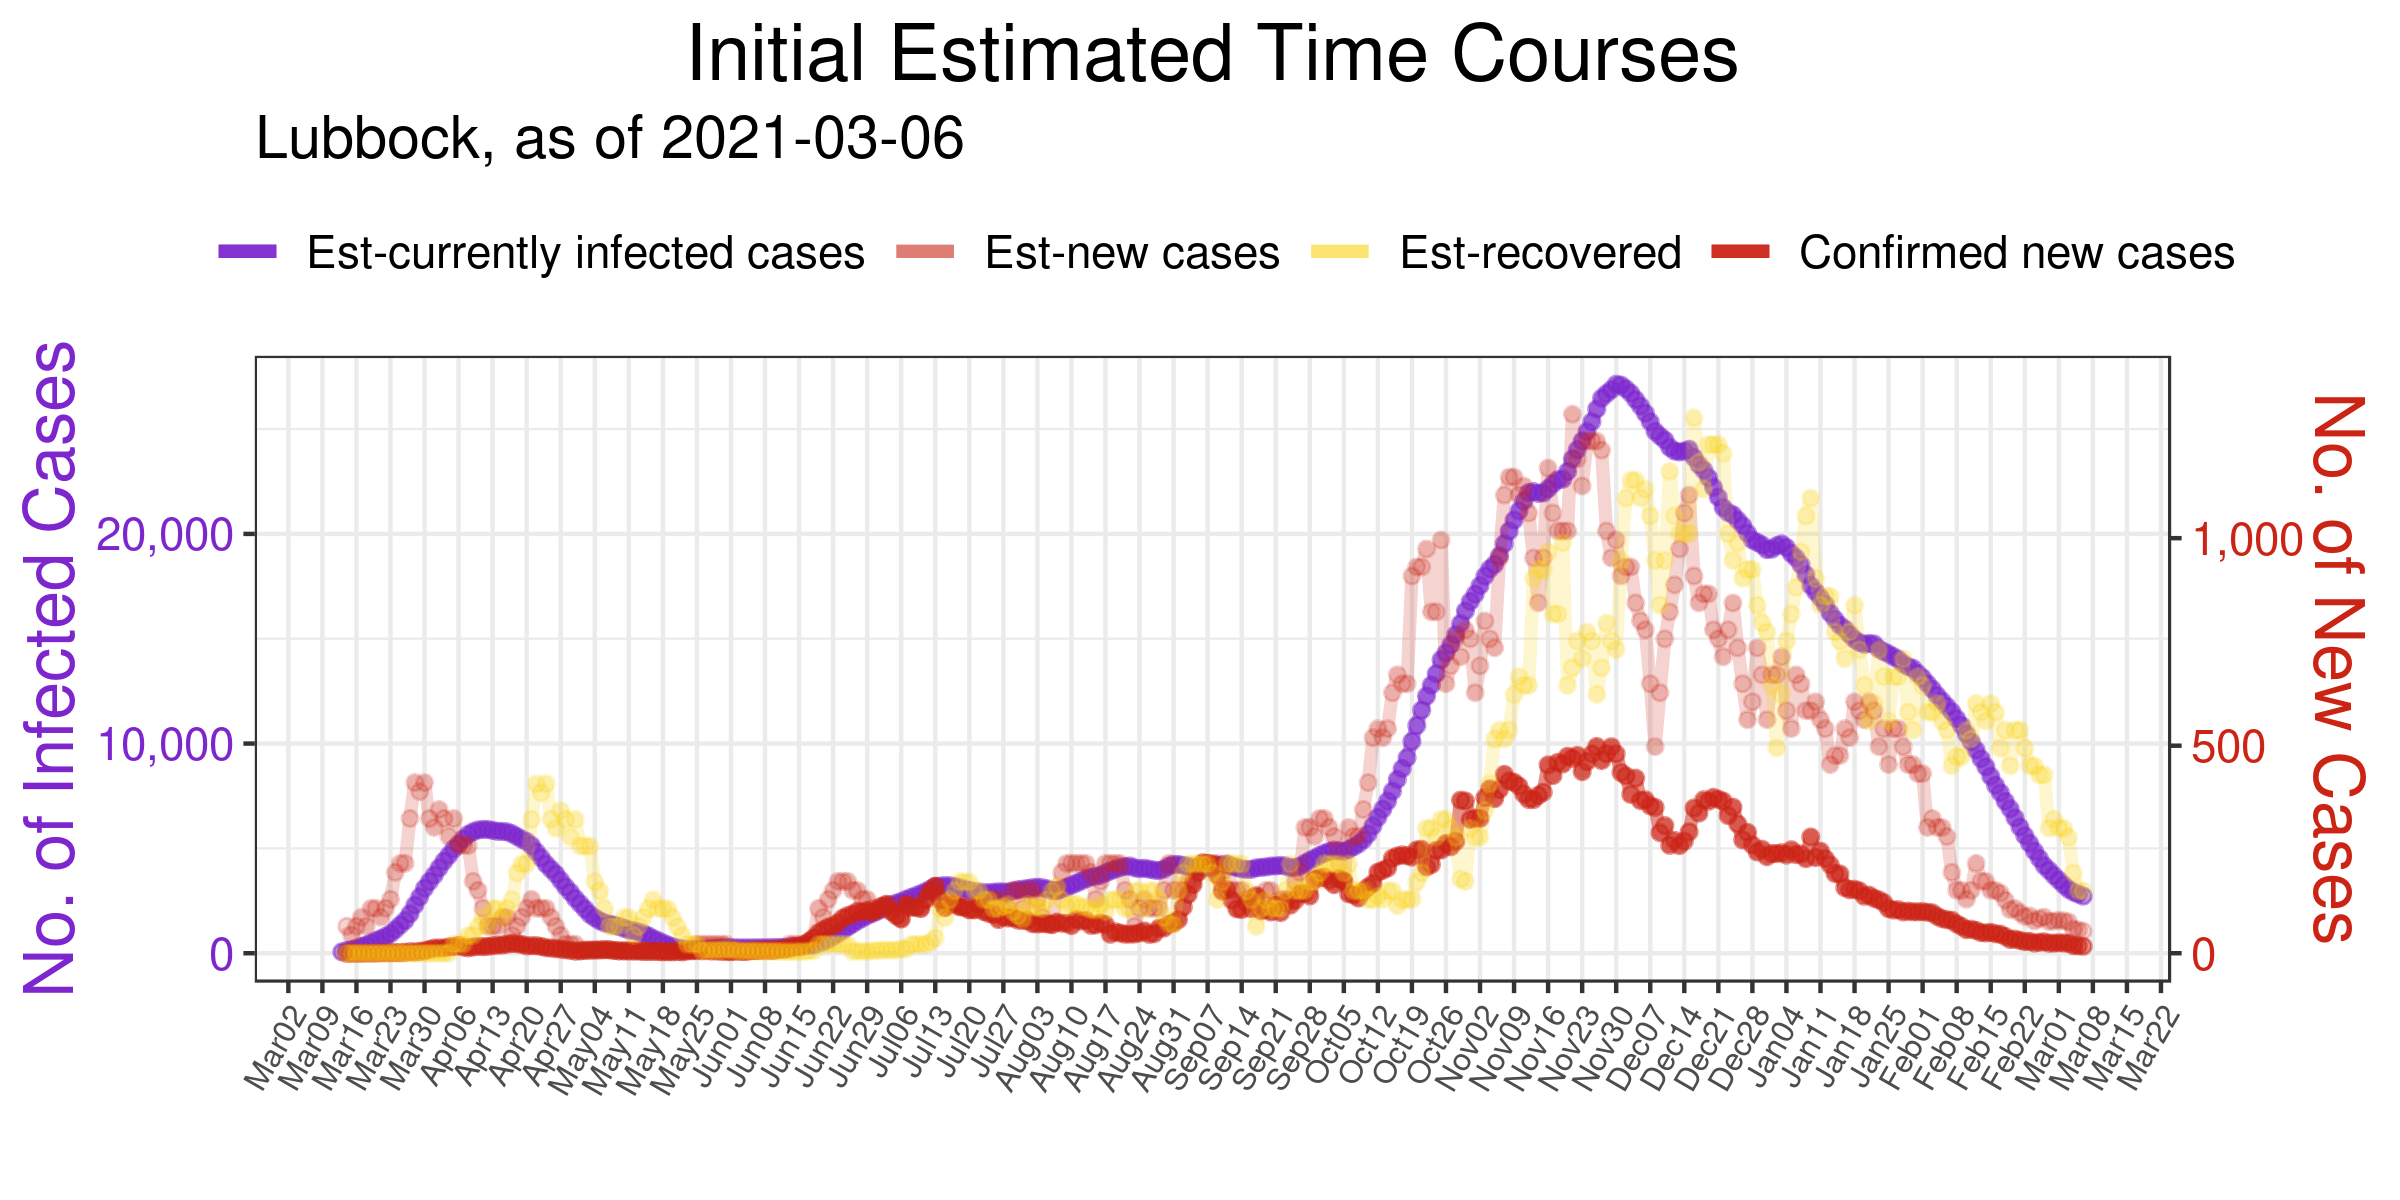 Initial Estimated Time Courses
Lubbock, as of 2021-03-06
Est-currently infected cases
Est-new cases
Est-recovered
Confirmed new cases
No. of Infected Cases
20,000
10,000
0
1,000
500
0
No. of New Cases
Mar02
Mar09
Mar16
Mar23
Mar30
Apr06
Apr13
Apr20
Apr27
May04
May11
May18
May25
Jun01
Jun08
Jun15
Jun22
Jun29
Jul06
Jul13
Jul20
Jul27
Aug03
Aug10
Aug17
Aug24
Aug31
Sep07
Sep14
Sep21
Sep28
Oct05
Oct12
Oct19
Oct26
Nov02
Nov09
Nov16
Nov23
Nov30
Dec07
Dec14
Dec21
Dec28
Jan04
Jan11
Jan18
Jan25
Feb01
Feb08
Feb15
Feb22
Mar01
Mar08
Mar15
Mar22